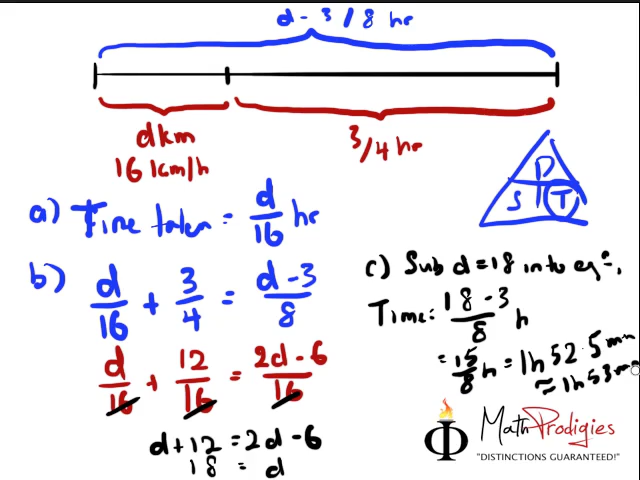 d - 3 / 8 hr
d km
16 km/h
3/4 hr
D
S T
a) Time taken = d/16 hr
b) d/16 + 3/4 = d - 3/8
d/16 + 12/16 = 2d - 6/16
d + 12 = 2d - 6
18 = d
c) Sub d = 18 into eqn,
Time: 18 - 3/8 h
= 15/8 h = 1h 52.5 min
≈ 1h 53 min
Math Prodigies
"DISTINCTIONS GUARANTEED!"